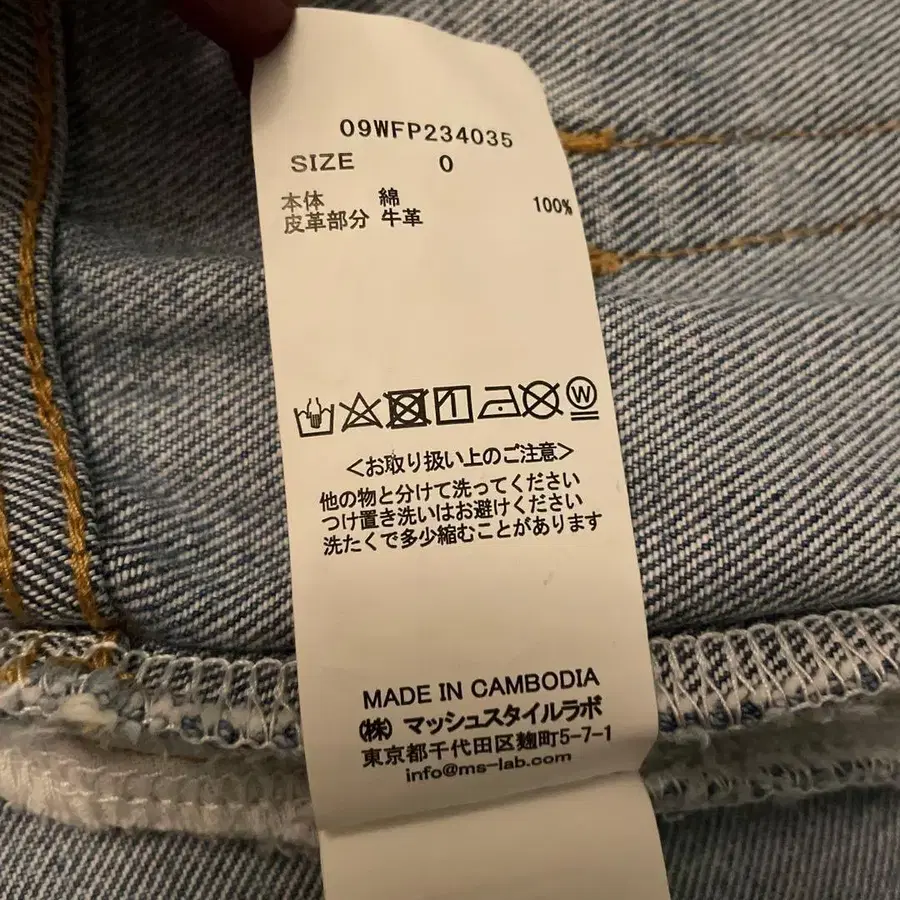 09WFP234035
SIZE 0
本体 綿 100%
皮革部分 牛革
W
<お取り扱い上のご注意>
他の物と分けて洗ってください
つけ置き洗いはお避けください
洗たくで多少縮むことがあります
MADE IN CAMBODIA
㈱ マッシュスタイルラボ
東京都千代田区麹町5-7-1
info@ms-lab.com